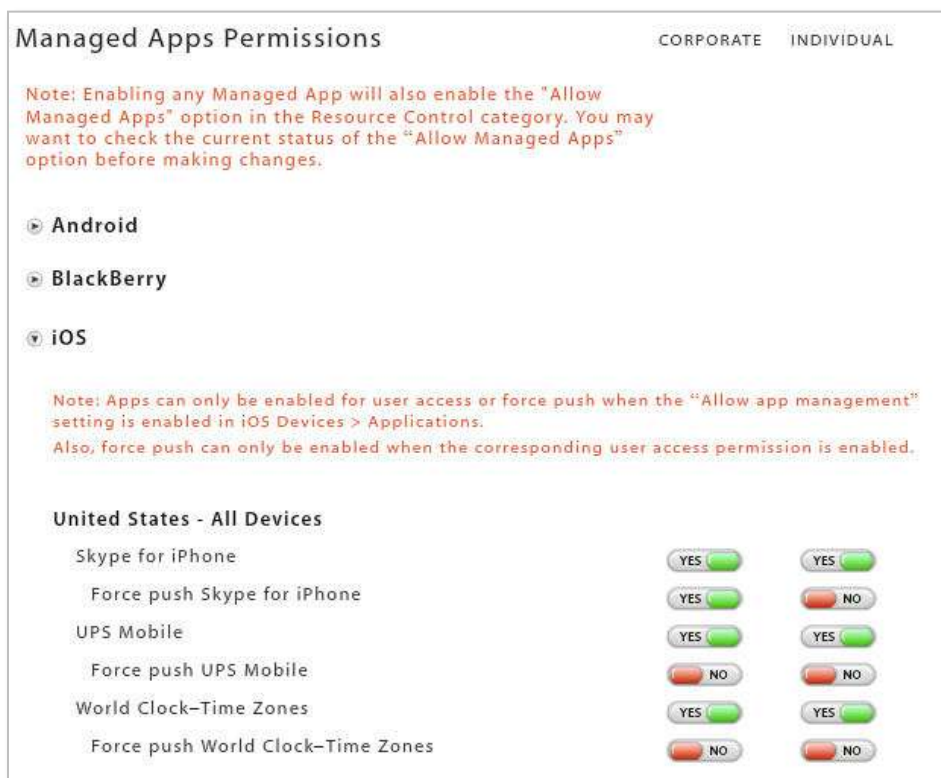 Managed Apps Permissions CORPORATE INDIVIDUAL
Note: Enabling any Managed App will also enable the "Allow
Managed Apps" option in the Resource Control category. You may
want to check the current status of the “Allow Managed Apps”
option before making changes.
Android
BlackBerry
iOS
Note: Apps can only be enabled for user access or force push when the “Allow app management”
setting is enabled in iOS Devices > Applications.
Also, force push can only be enabled when the corresponding user access permission is enabled.
United States - All Devices
Skype for iPhone YES YES
Force push Skype for iPhone YES NO
UPS Mobile YES YES
Force push UPS Mobile NO NO
World Clock–Time Zones YES YES
Force push World Clock–Time Zones NO NO